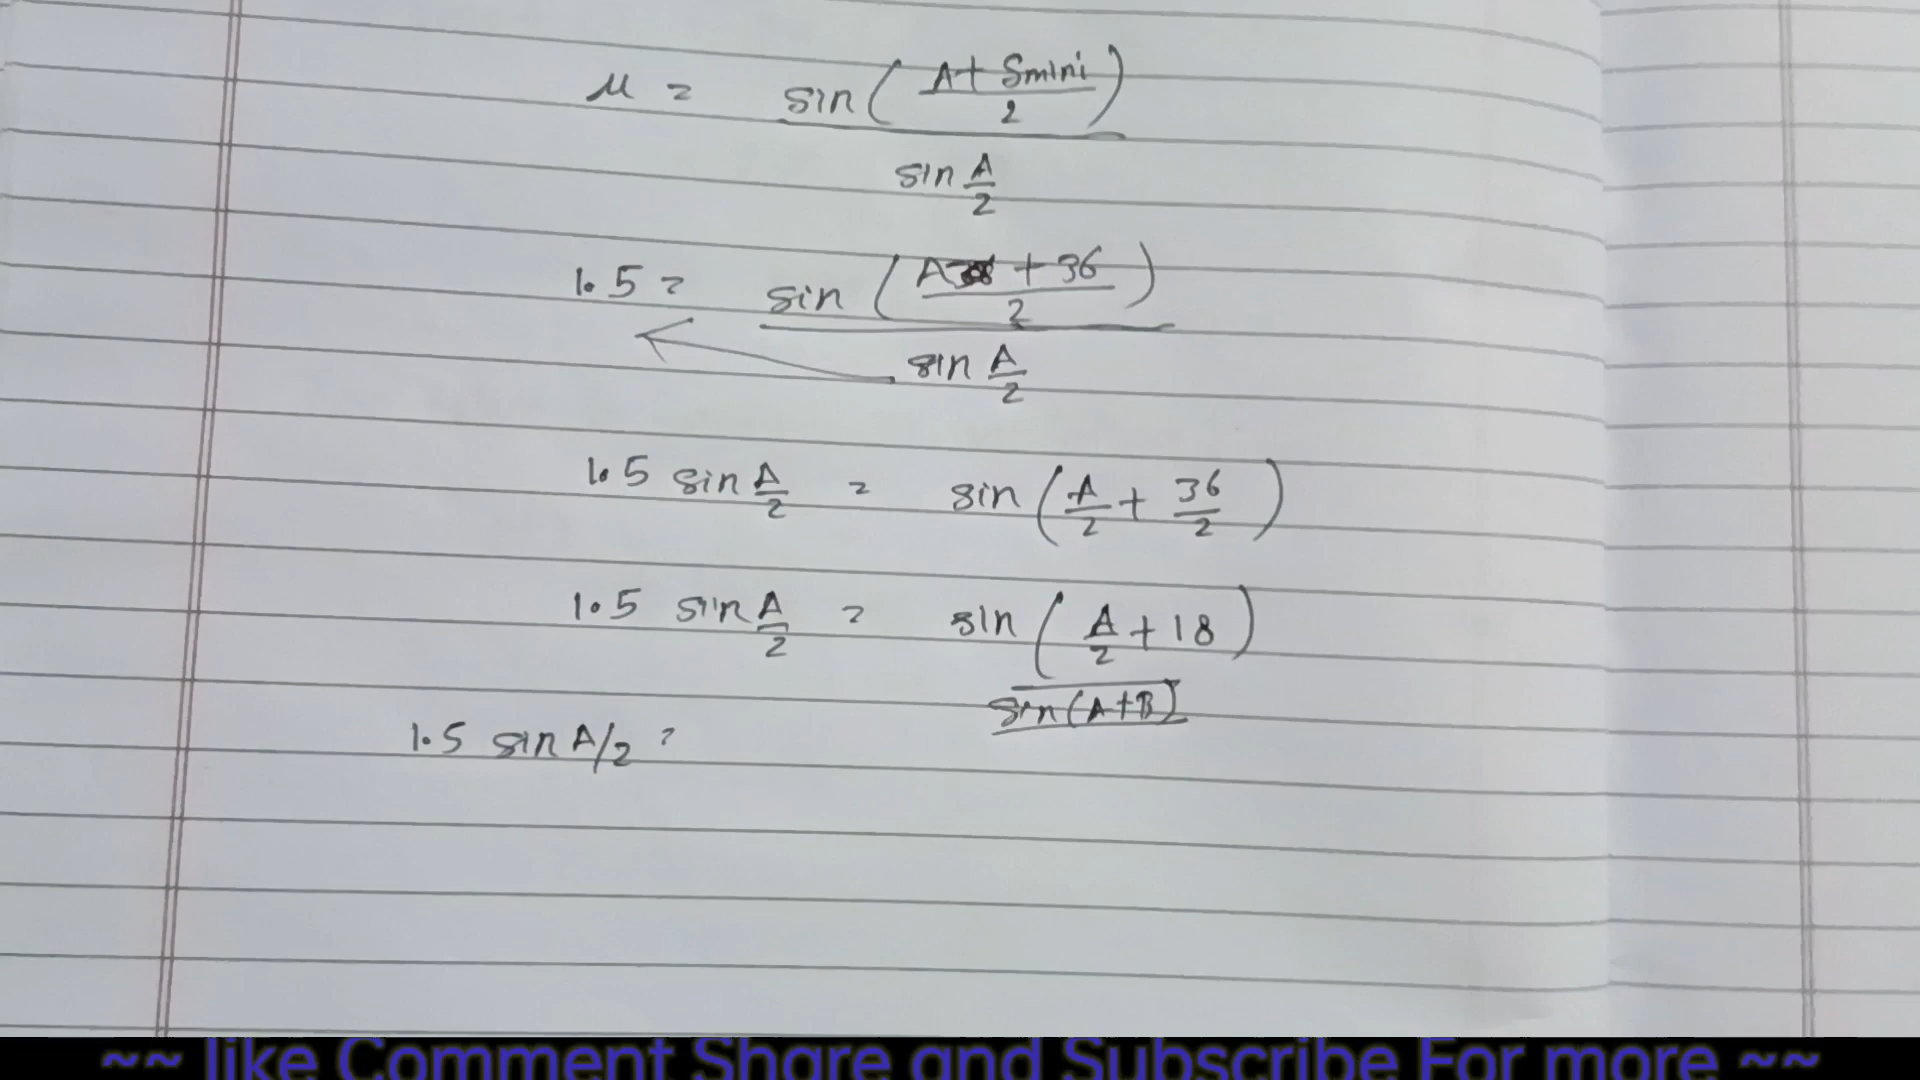 μ = sin(A + δmini / 2) / sin A/2
1.5 = sin(A + 36 / 2) / sin A/2
1.5 sin A/2 = sin(A/2 + 36/2)
1.5 sin A/2 = sin(A/2 + 18)
sin(A+B)
1.5 sin A/2 =
~~ like Comment Share and Subscribe For more ~~